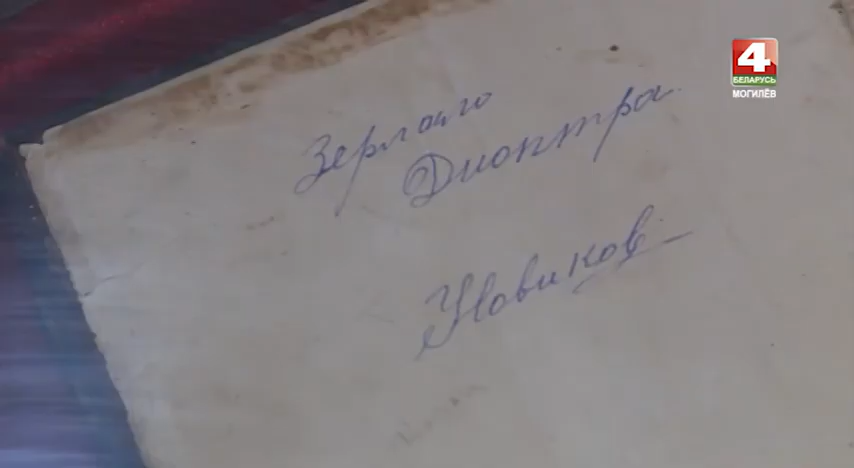 4
БЕЛАРУСЬ
МОГИЛЁВ
Зерцало
Диоптра
Новиков